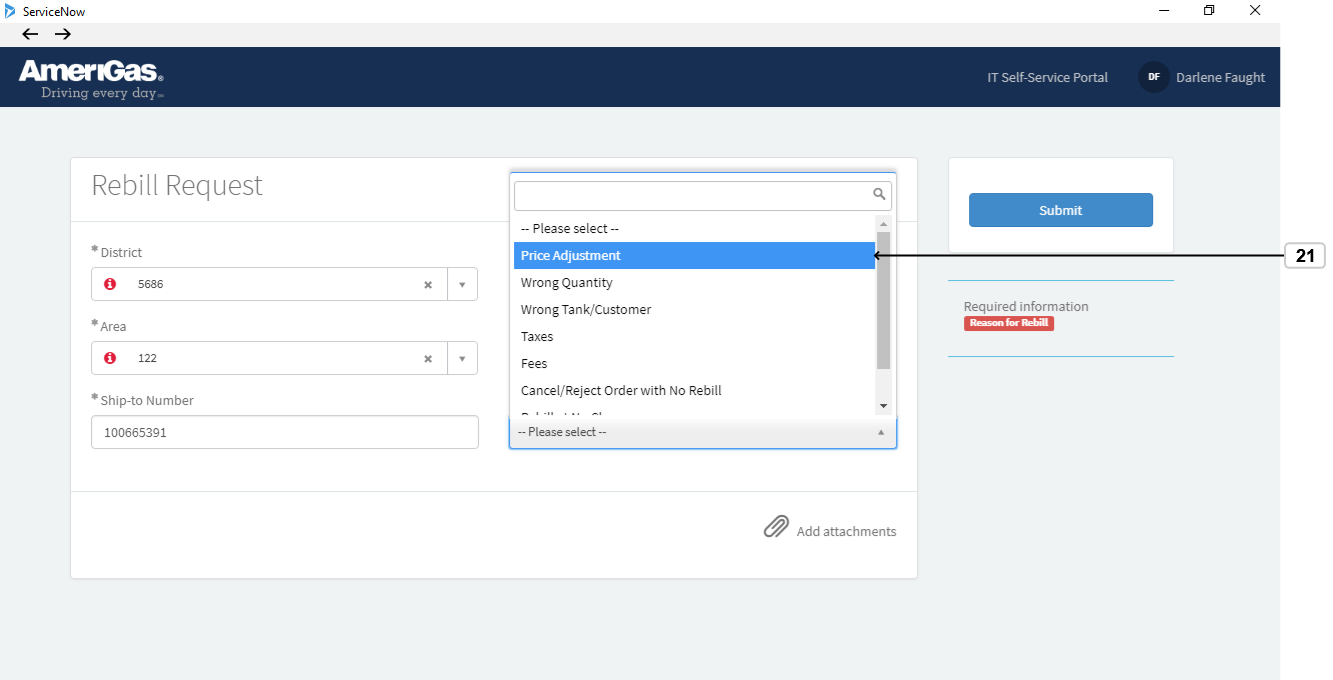 ServiceNow
AmeriGas®
Driving every day
IT Self-Service Portal
DF
Darlene Faught
Rebill Request
* District
5686
* Area
122
* Ship-to Number
100665391
-- Please select --
Price Adjustment
Wrong Quantity
Wrong Tank/Customer
Taxes
Fees
Cancel/Reject Order with No Rebill
-- Please select --
Add attachments
Submit
Required information
Reason for Rebill
21